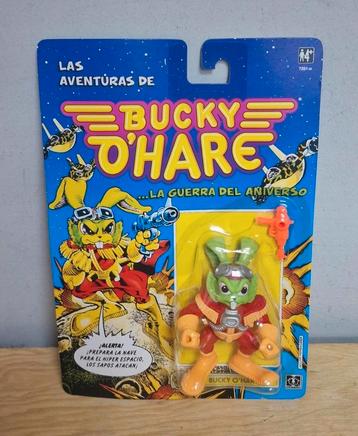 LAS
AVENTÚRAS DE
BUCKY
O'HARE
...LA GUERRA DEL ANIVERSO
¡ALERTA!
¡PREPARA LA NAVE
PARA EL HIPER ESPACIO,
LOS SAPOS ATACAN!
BUCKY O'HARE
4+